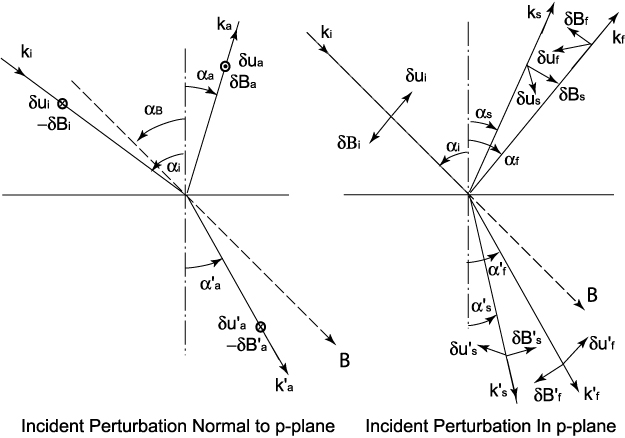 ki
ka
δua
δBa
αa
δui
−δBi
αB
αi
α'a
δu'a
−δB'a
B
k'a
Incident Perturbation Normal to p-plane
ki
ks
δBf
kf
δuf
δui
δus
δBs
αs
δBi
αi
αf
α'f
α's
B
δu's
δB's
δu'f
δB'f
k's
k'f
Incident Perturbation In p-plane